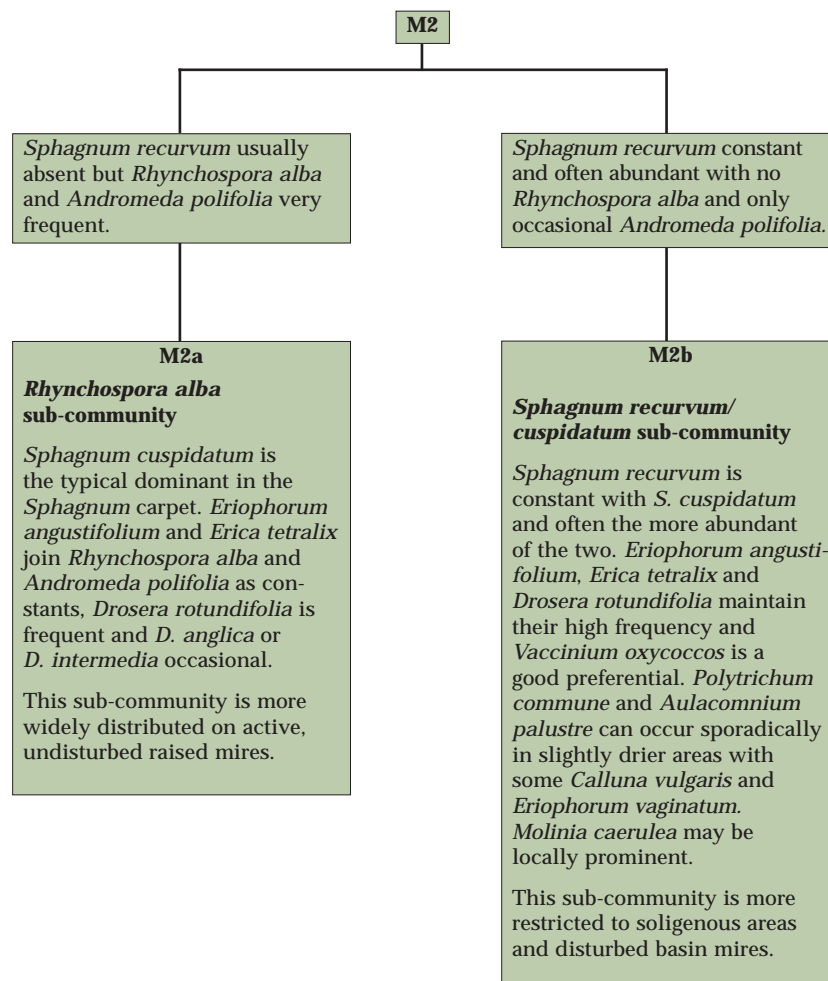 M2
Sphagnum recurvum usually
absent but Rhynchospora alba
and Andromeda polifolia very
frequent.
Sphagnum recurvum constant
and often abundant with no
Rhynchospora alba and only
occasional Andromeda polifolia.
M2a
Rhynchospora alba
sub-community
Sphagnum cuspidatum is
the typical dominant in the
Sphagnum carpet. Eriophorum
angustifolium and Erica tetralix
join Rhynchospora alba and
Andromeda polifolia as con-
stants, Drosera rotundifolia is
frequent and D. anglica or
D. intermedia occasional.
This sub-community is more
widely distributed on active,
undisturbed raised mires.
M2b
Sphagnum recurvum/
cuspidatum sub-community
Sphagnum recurvum is
constant with S. cuspidatum
and often the more abundant
of the two. Eriophorum angusti-
folium, Erica tetralix and
Drosera rotundifolia maintain
their high frequency and
Vaccinium oxycoccos is a
good preferential. Polytrichum
commune and Aulacomnium
palustre can occur sporadically
in slightly drier areas with
some Calluna vulgaris and
Eriophorum vaginatum.
Molinia caerulea may be
locally prominent.
This sub-community is more
restricted to soligenous areas
and disturbed basin mires.